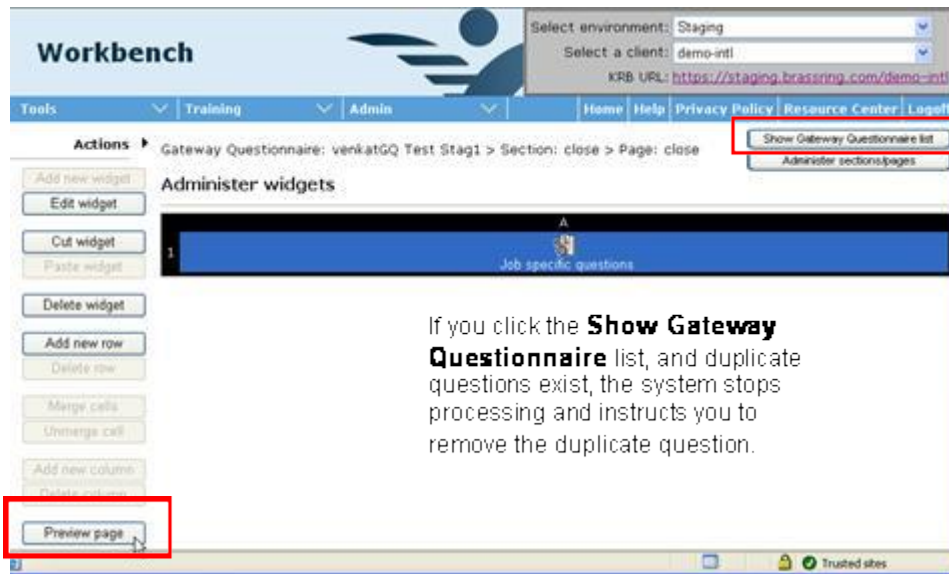 Select environment: Staging
Workbench
Select a client: demo-intl
KRB URL: https://staging.brassring.com/demo-intl
Tools Training Admin Home Help Privacy Policy Resource Center Logoff
Actions
Show Gateway Questionnaire list
Gateway Questionnaire: venkatGQ Test Stag1 > Section: close > Page: close
Administer sections/pages
Add new widget
Administer widgets
Edit widget
A
Cut widget
1
Paste widget
Job specific questions
Delete widget
Add new row
Delete row
Merge cells
Unmerge cell
Add new column
Delete column
Preview page
If you click the Show Gateway
Questionnaire list, and duplicate
questions exist, the system stops
processing and instructs you to
remove the duplicate question.
Trusted sites